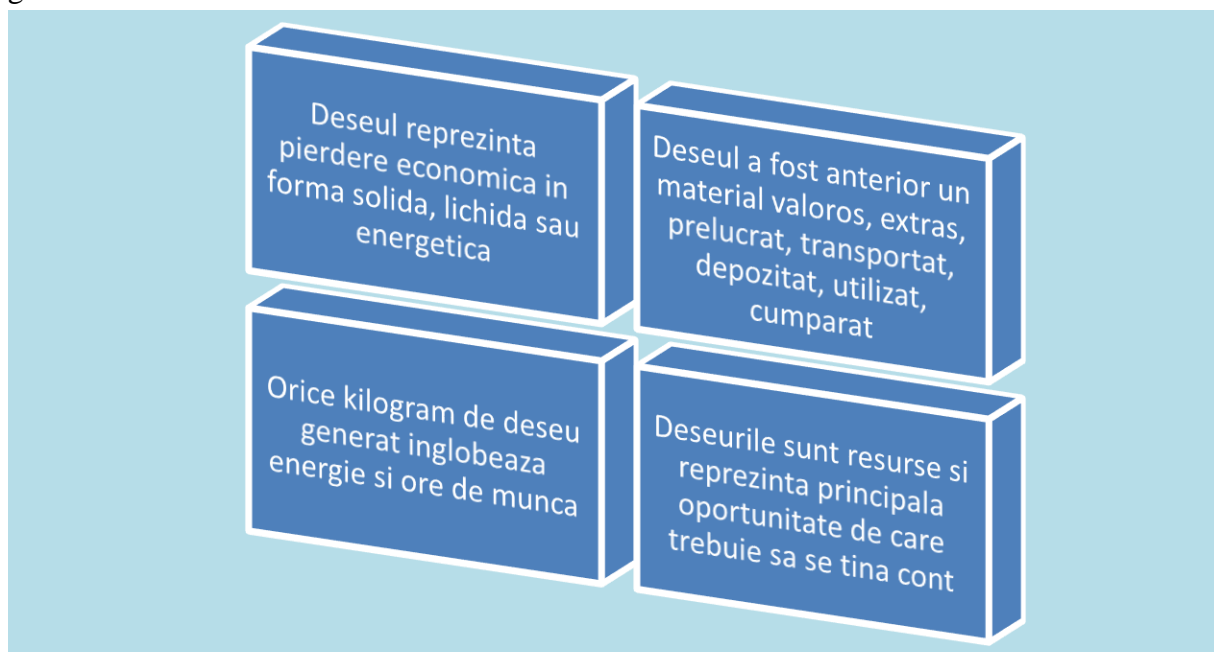 Deseul reprezinta
pierdere economica in
forma solida, lichida sau
energetica
Deseul a fost anterior un
material valoros, extras,
prelucrat, transportat,
depozitat, utilizat,
cumparat
Orice kilogram de deseu
generat inglobeaza
energie si ore de munca
Deseurile sunt resurse si
reprezinta principala
oportunitate de care
trebuie sa se tina cont